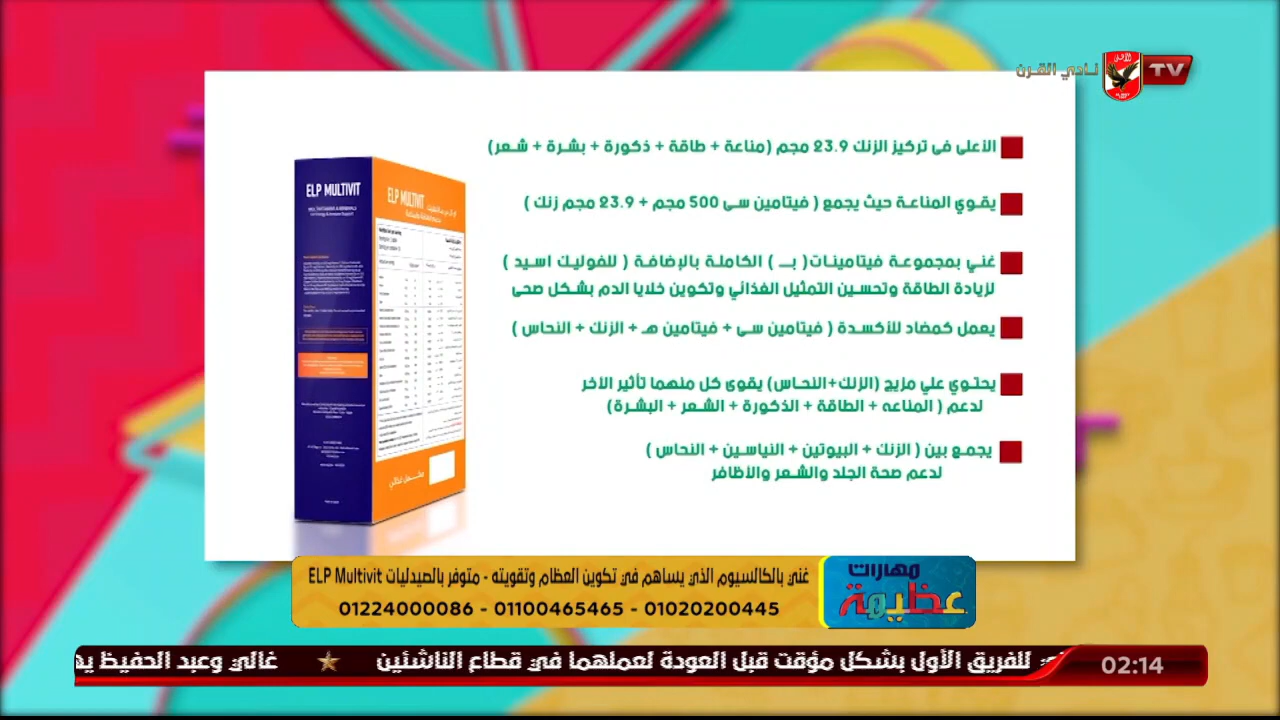 نادي القرن
TV
الأعلى فى تركيز الزنك 23.9 مجم (مناعة + طاقة + ذكورة + بشرة + شعر)
يقوي المناعة حيث يجمع ( فيتامين سى 500 مجم + 23.9 مجم زنك )
غني بمجموعة فيتامينات( ب ) كاملة بالإضافة ( للفوليك اسيد )
لزيادة الطاقة وتحسين التمثيل الغذائي وتكوين خلايا الدم بشكل صحى
يعمل كمضاد للأكسدة ( فيتامين سى + فيتامين هـ + الزنك + النحاس )
يحتوي علي مزيج (الزنك+النحاس) يقوى كل منهما تأثير الآخر
لدعم ( المناعه + الطاقة + الذكورة + الشعر + البشرة)
يجمع بين ( الزنك + البيوتين + النياسين + النحاس )
لدعم صحة الجلد والشعر والأظافر
ELP MULTIVIT
ELP MULTIVIT
مهارات
عظيمة
غني بالكالسيوم الذي يساهم في تكوين العظام وتقويته - متوفر بالصيدليات ELP Multivit
01224000086 - 01100465465 - 01020200445
للفريق الأول بشكل مؤقت قبل العودة لعملهما في قطاع الناشئين
غالي وعبد الحفيظ
02:14